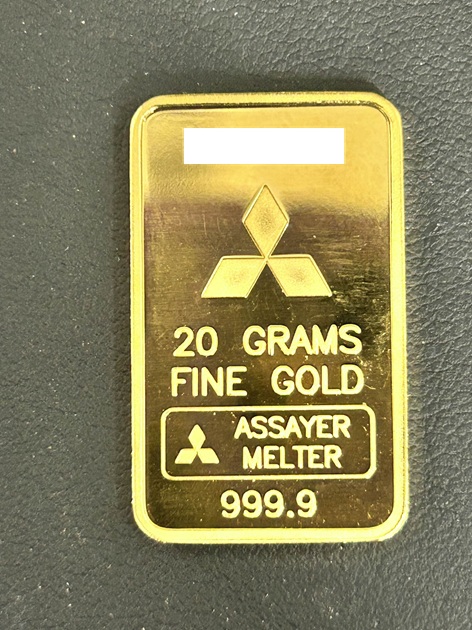 20 GRAMS
FINE GOLD
ASSAYER
MELTER
999.9